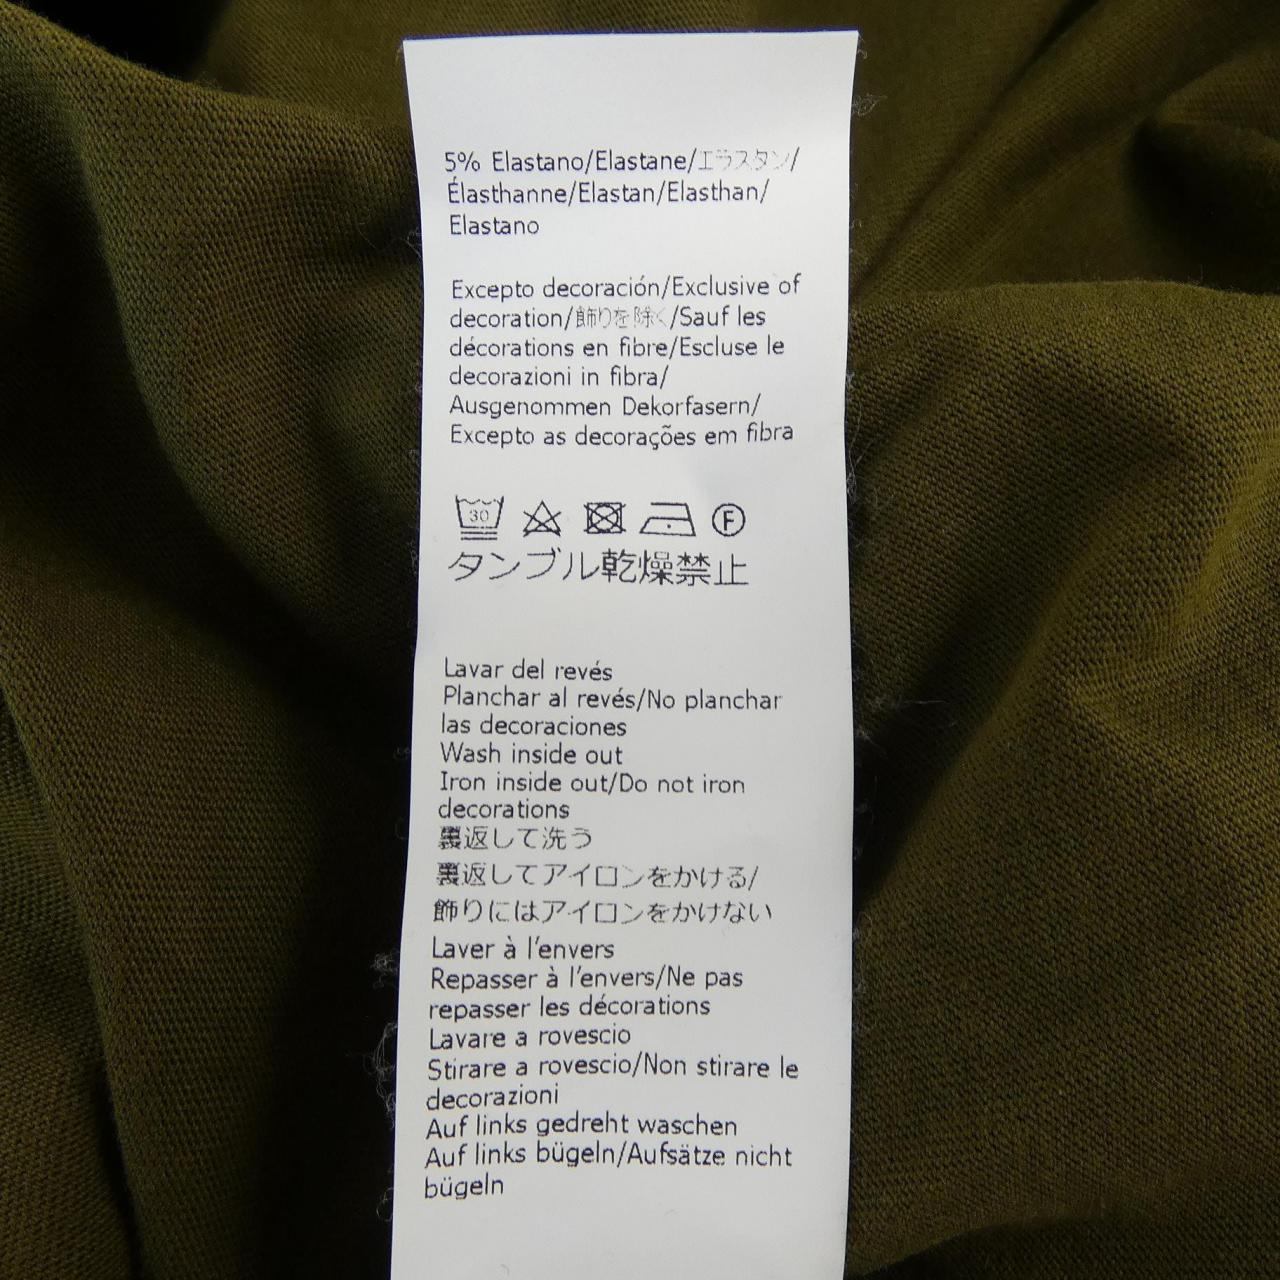 5% Elastano/Elastane/エラスタン/
Élasthanne/Elastan/Elasthan/
Elastano
Excepto decoración/Exclusive of
decoration/飾りを除く/Sauf les
décorations en fibre/Escluse le
decorazioni in fibra/
Ausgenommen Dekorfasern/
Excepto as decorações em fibra
30 F
タンブル乾燥禁止
Lavar del revés
Planchar al revés/No planchar
las decoraciones
Wash inside out
Iron inside out/Do not iron
decorations
裏返して洗う
裏返してアイロンをかける/
飾りにはアイロンをかけない
Laver à l'envers
Repasser à l'envers/Ne pas
repasser les décorations
Lavare a rovescio
Stirare a rovescio/Non stirare le
decorazioni
Auf links gedreht waschen
Auf links bügeln/Aufsätze nicht
bügeln